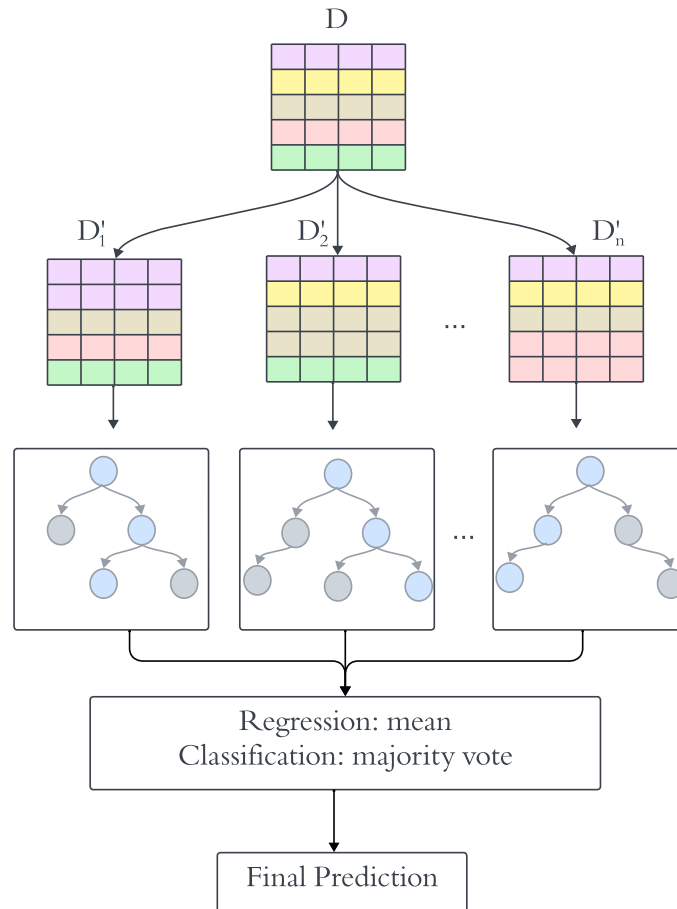 D
D'₁ D'₂ D'ₙ
...
...
Regression: mean
Classification: majority vote
Final Prediction